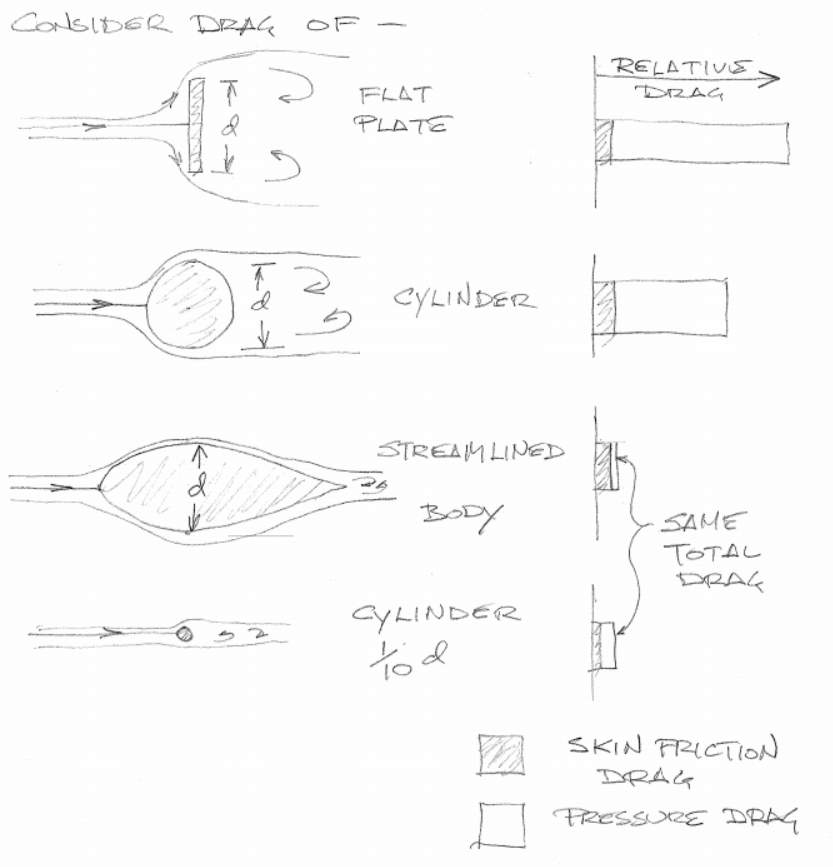 CONSIDER DRAG OF —
FLAT
PLATE
d
RELATIVE
DRAG
d
CYLINDER
d
STREAMLINED
BODY
SAME
TOTAL
DRAG
CYLINDER
1/10 d
SKIN FRICTION
DRAG
PRESSURE DRAG